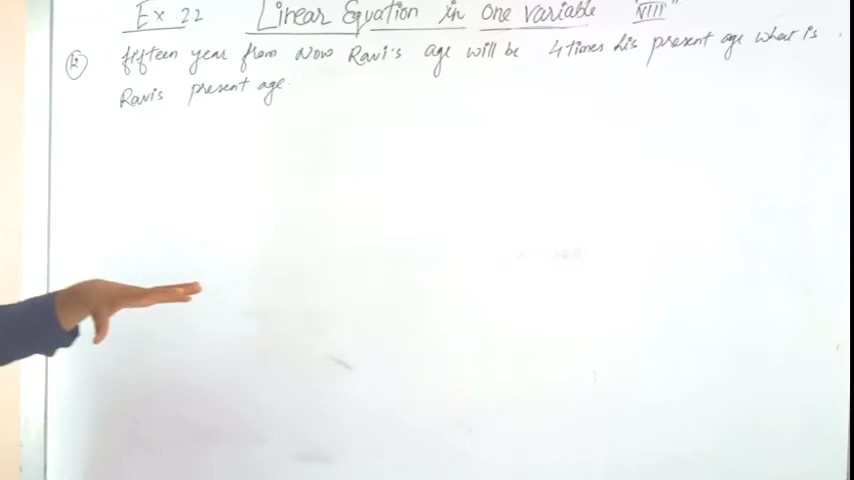 Ex 22 Linear Equation in one variable VIII"
fifteen year from Now Ravi's age will be 4 times his present age what is
Ravis present age.